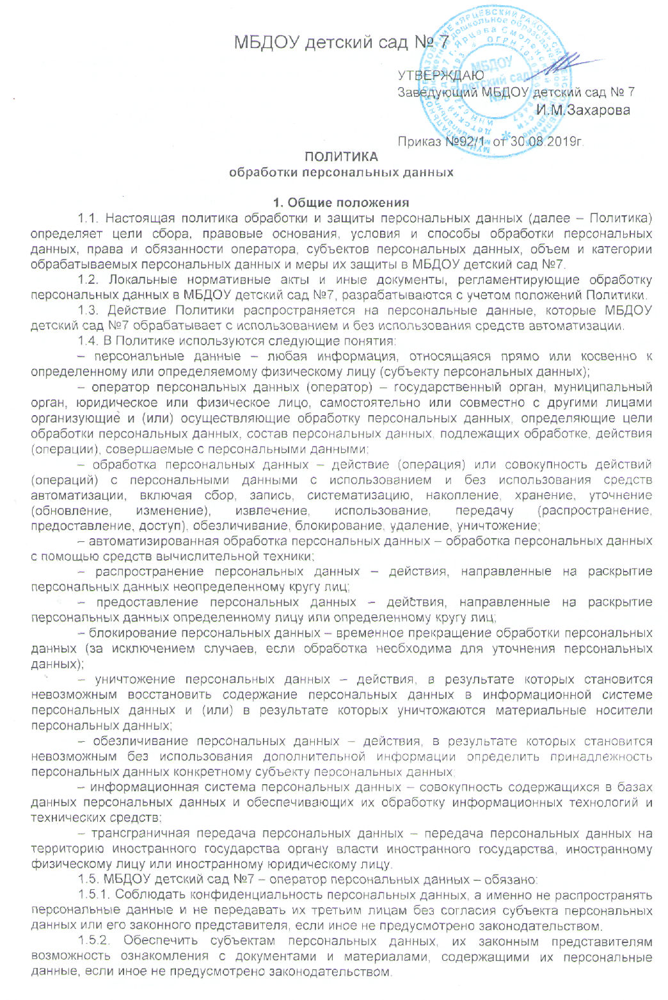 МБДОУ детский сад № 7
УТВЕРЖДАЮ
Заведующий МБДОУ детский сад № 7
И.М.Захарова
Приказ №92/1 от 30.08.2019г.
МБДОУ
детский сад
№7
ПОЛИТИКА
обработки персональных данных
1. Общие положения
1.1. Настоящая политика обработки и защиты персональных данных (далее – Политика)
определяет цели сбора, правовые основания, условия и способы обработки персональных
данных, права и обязанности оператора, субъектов персональных данных, объем и категории
обрабатываемых персональных данных и меры их защиты в МБДОУ детский сад №7.
1.2. Локальные нормативные акты и иные документы, регламентирующие обработку
персональных данных в МБДОУ детский сад №7, разрабатываются с учетом положений Политики.
1.3. Действие Политики распространяется на персональные данные, которые МБДОУ
детский сад №7 обрабатывает с использованием и без использования средств автоматизации.
1.4. В Политике используются следующие понятия:
– персональные данные – любая информация, относящаяся прямо или косвенно к
определенному или определяемому физическому лицу (субъекту персональных данных);
– оператор персональных данных (оператор) – государственный орган, муниципальный
орган, юридическое или физическое лицо, самостоятельно или совместно с другими лицами
организующие и (или) осуществляющие обработку персональных данных, определяющие цели
обработки персональных данных, состав персональных данных, подлежащих обработке, действия
(операции), совершаемые с персональными данными;
– обработка персональных данных – действие (операция) или совокупность действий
(операций) с персональными данными с использованием и без использования средств
автоматизации, включая сбор, запись, систематизацию, накопление, хранение, уточнение
(обновление, изменение), извлечение, использование, передачу (распространение,
предоставление, доступ), обезличивание, блокирование, удаление, уничтожение;
– автоматизированная обработка персональных данных – обработка персональных данных
с помощью средств вычислительной техники;
– распространение персональных данных – действия, направленные на раскрытие
персональных данных неопределенному кругу лиц;
– предоставление персональных данных – действия, направленные на раскрытие
персональных данных определенному лицу или определенному кругу лиц;
– блокирование персональных данных – временное прекращение обработки персональных
данных (за исключением случаев, если обработка необходима для уточнения персональных
данных);
– уничтожение персональных данных – действия, в результате которых становится
невозможным восстановить содержание персональных данных в информационной системе
персональных данных и (или) в результате которых уничтожаются материальные носители
персональных данных;
– обезличивание персональных данных – действия, в результате которых становится
невозможным без использования дополнительной информации определить принадлежность
персональных данных конкретному субъекту персональных данных;
– информационная система персональных данных – совокупность содержащихся в базах
данных персональных данных и обеспечивающих их обработку информационных технологий и
технических средств;
– трансграничная передача персональных данных – передача персональных данных на
территорию иностранного государства органу власти иностранного государства, иностранному
физическому лицу или иностранному юридическому лицу.
1.5. МБДОУ детский сад №7 – оператор персональных данных – обязано:
1.5.1. Соблюдать конфиденциальность персональных данных, а именно не распространять
персональные данные и не передавать их третьим лицам без согласия субъекта персональных
данных или его законного представителя, если иное не предусмотрено законодательством.
1.5.2. Обеспечить субъектам персональных данных, их законным представителям
возможность ознакомления с документами и материалами, содержащими их персональные
данные, если иное не предусмотрено законодательством.